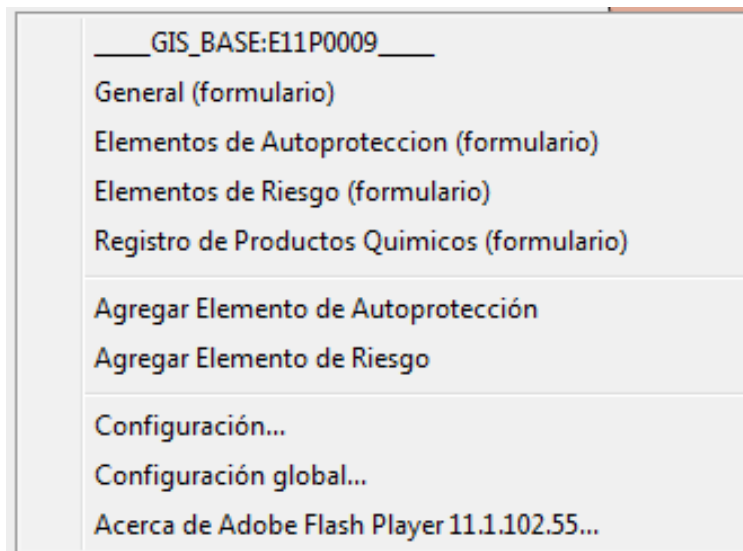 ____GIS_BASE:E11P0009____
General (formulario)
Elementos de Autoproteccion (formulario)
Elementos de Riesgo (formulario)
Registro de Productos Quimicos (formulario)
Agregar Elemento de Autoprotección
Agregar Elemento de Riesgo
Configuración...
Configuración global...
Acerca de Adobe Flash Player 11.1.102.55...